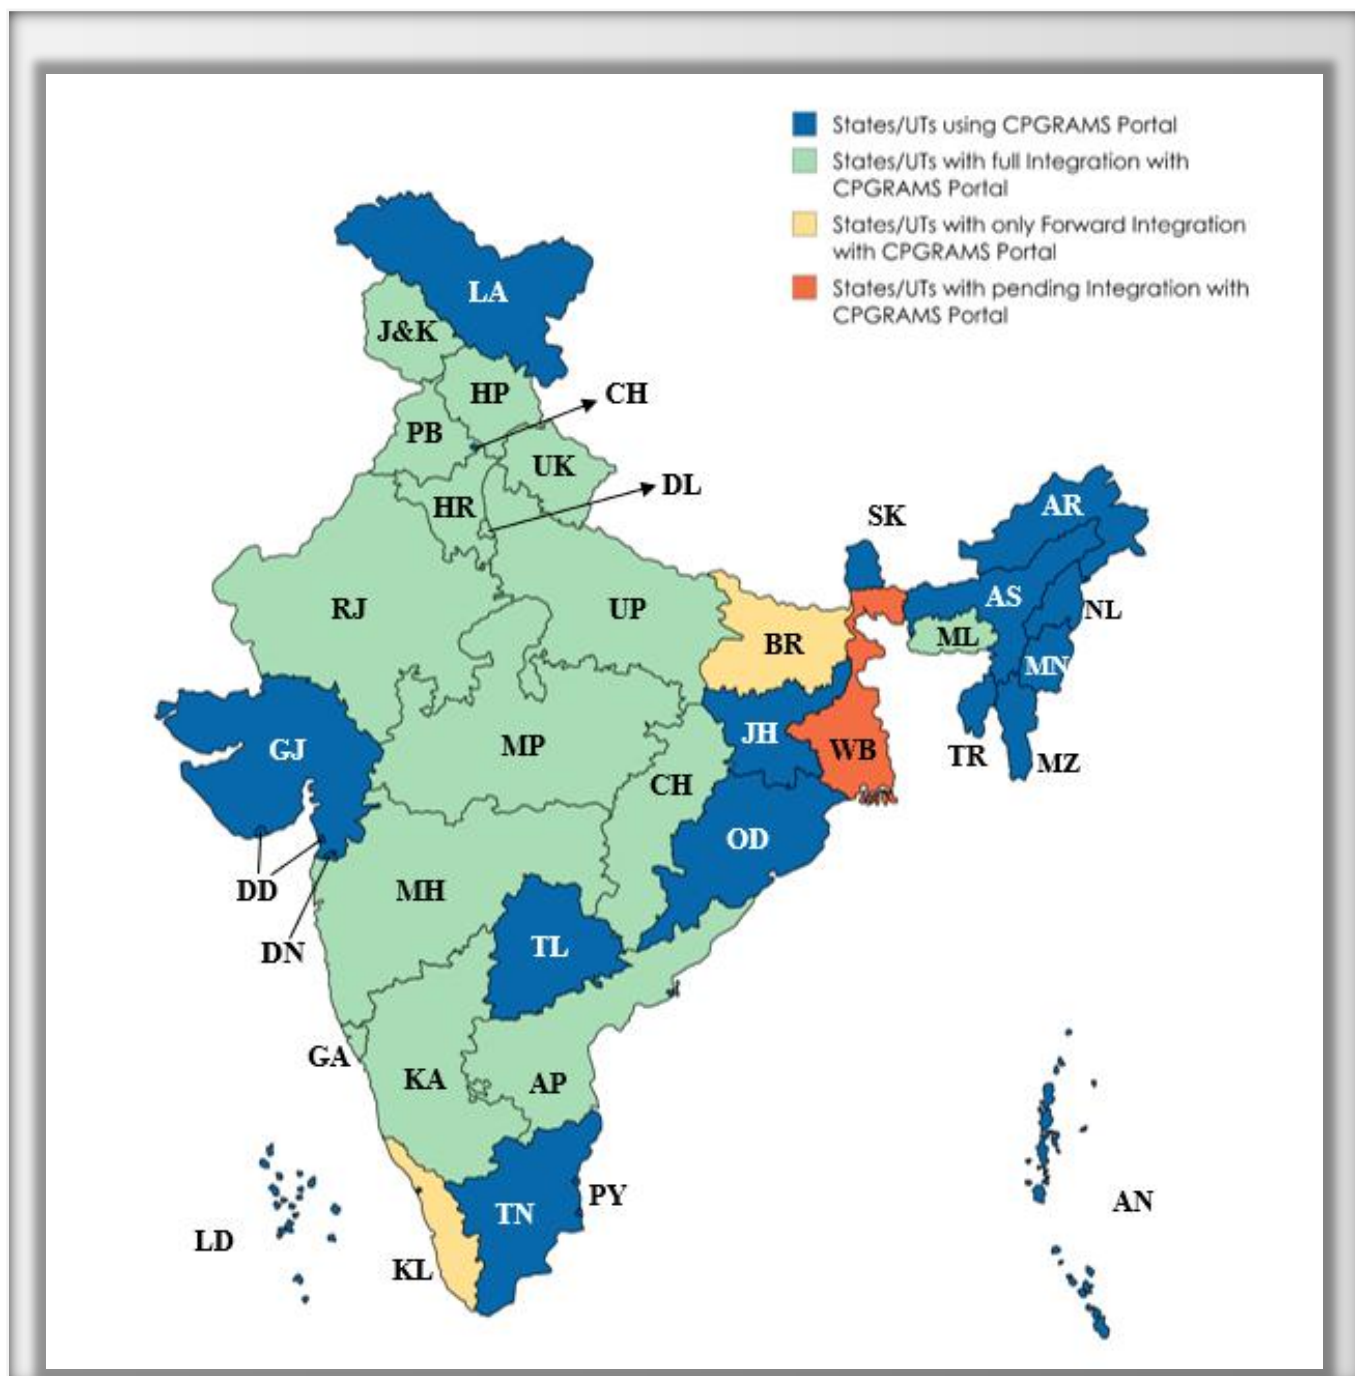 States/UTs using CPGRAMS Portal
States/UTs with full Integration with
CPGRAMS Portal
States/UTs with only Forward Integration
with CPGRAMS Portal
States/UTs with pending Integration with
CPGRAMS Portal
LA
J&K
HP
CH
PB
UK
DL
HR
SK
AR
RJ
UP
AS
NL
BR
ML
MN
GJ
MP
JH
WB
TR
MZ
CH
OD
DD
MH
DN
TL
GA
KA
AP
PY
AN
TN
LD
KL